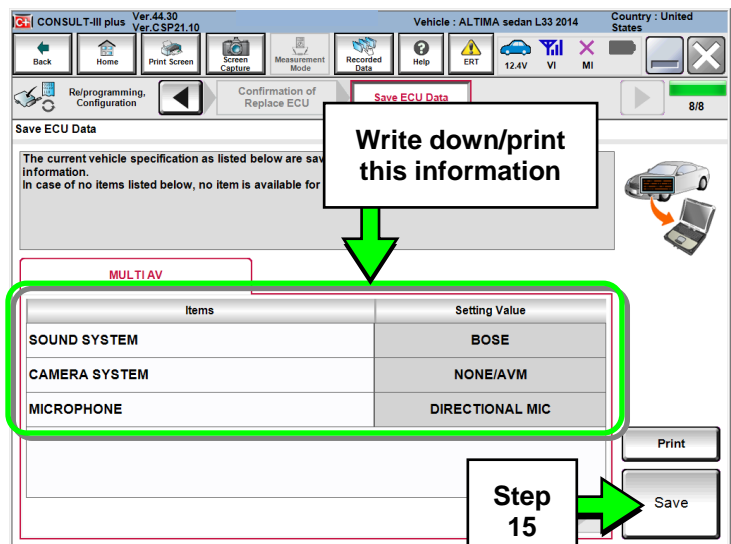 C+ CONSULT-III plus Ver.44.30 Vehicle : ALTIMA sedan L33 2014 Country : United
Ver.CSP21.10 States
Back Home Print Screen Screen Capture Measurement Mode Recorded Data Help ERT 12.4V VI MI
Re/programming, Configuration Confirmation of Replace ECU Save ECU Data 8/8
Save ECU Data
Write down/print
this information
The current vehicle specification as listed below are sav
information.
In case of no items listed below, no item is available for
MULTI AV
Items Setting Value
SOUND SYSTEM BOSE
CAMERA SYSTEM NONE/AVM
MICROPHONE DIRECTIONAL MIC
Print
Step
15
Save